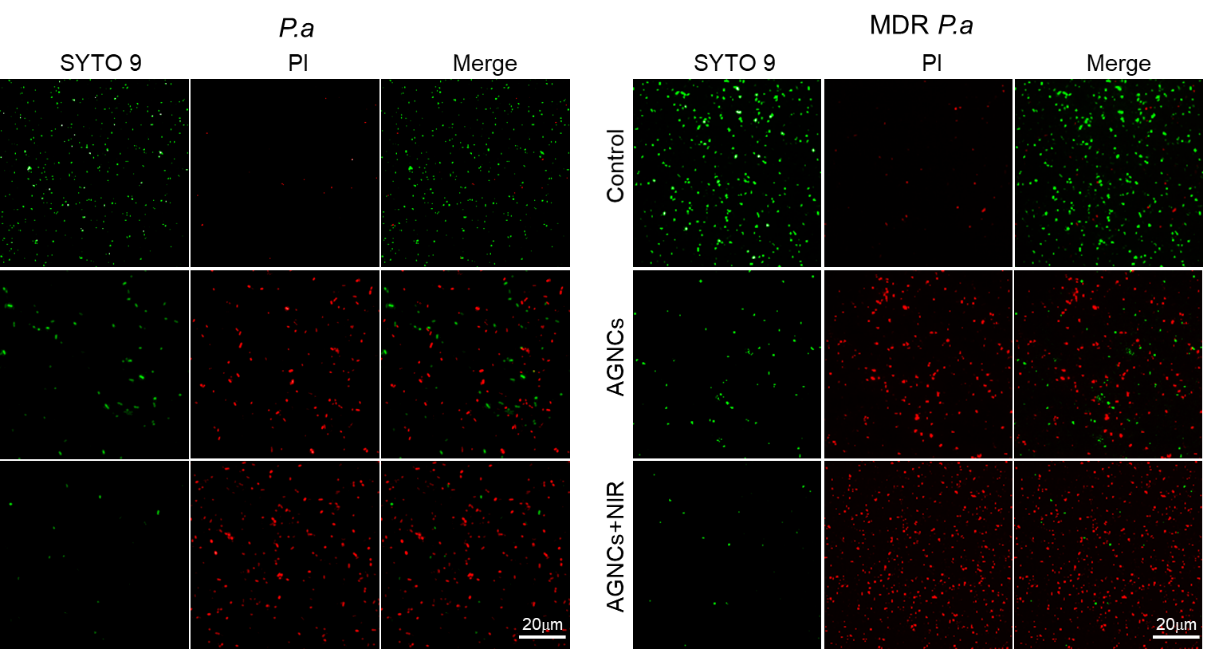 P.a
MDR P.a
SYTO 9 PI Merge
SYTO 9 PI Merge
Control
AGNCs
AGNCs+NIR
20μm
20μm